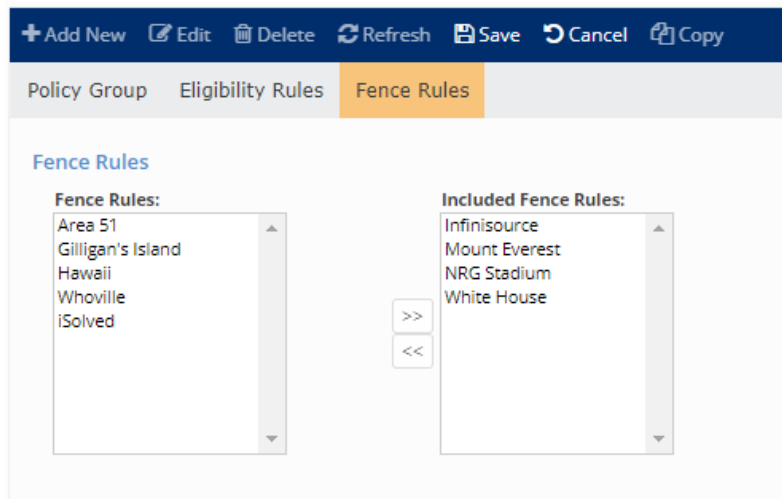 Add New Edit Delete Refresh Save Cancel Copy
Policy Group Eligibility Rules Fence Rules
Fence Rules
Fence Rules:
Area 51
Gilligan's Island
Hawaii
Whoville
iSolved
>>
<<
Included Fence Rules:
Infinisource
Mount Everest
NRG Stadium
White House